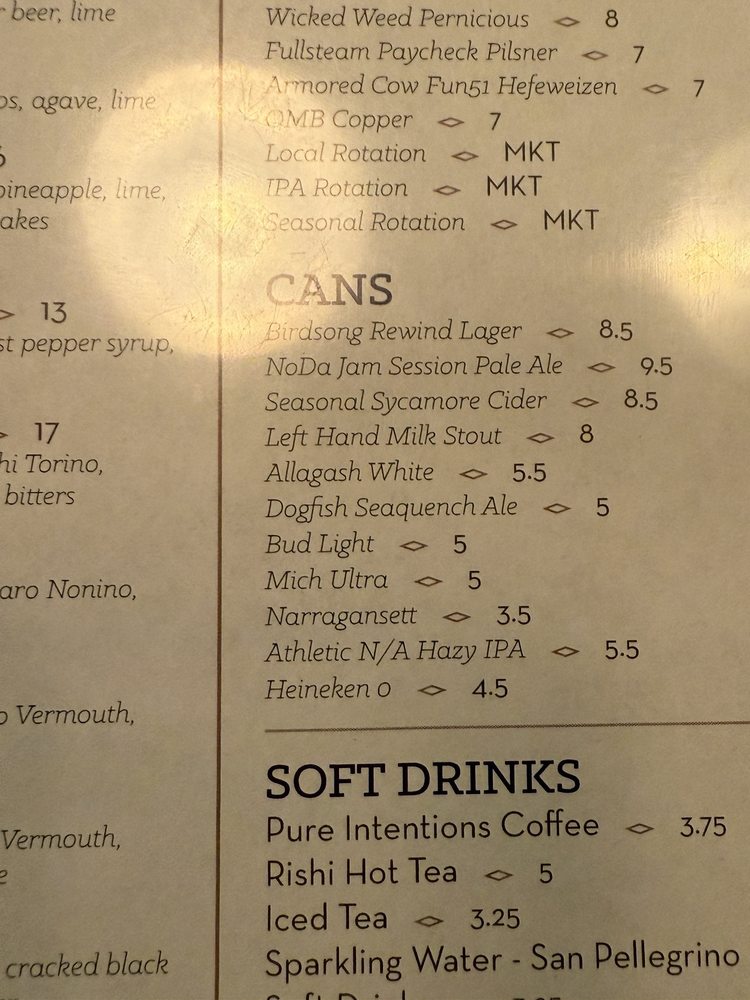 beer, lime
os, agave, lime
pineapple, lime,
akes
13
st pepper syrup,
17
hi Torino,
bitters
aro Nonino,
o Vermouth,
Vermouth,
e
cracked black
Wicked Weed Pernicious 8
Fullsteam Paycheck Pilsner 7
Armored Cow Fun51 Hefeweizen 7
OMB Copper 7
Local Rotation MKT
IPA Rotation MKT
Seasonal Rotation MKT
CANS
Birdsong Rewind Lager 8.5
NoDa Jam Session Pale Ale 9.5
Seasonal Sycamore Cider 8.5
Left Hand Milk Stout 8
Allagash White 5.5
Dogfish Seaquench Ale 5
Bud Light 5
Mich Ultra 5
Narragansett 3.5
Athletic N/A Hazy IPA 5.5
Heineken 0 4.5
SOFT DRINKS
Pure Intentions Coffee 3.75
Rishi Hot Tea 5
Iced Tea 3.25
Sparkling Water - San Pellegrino